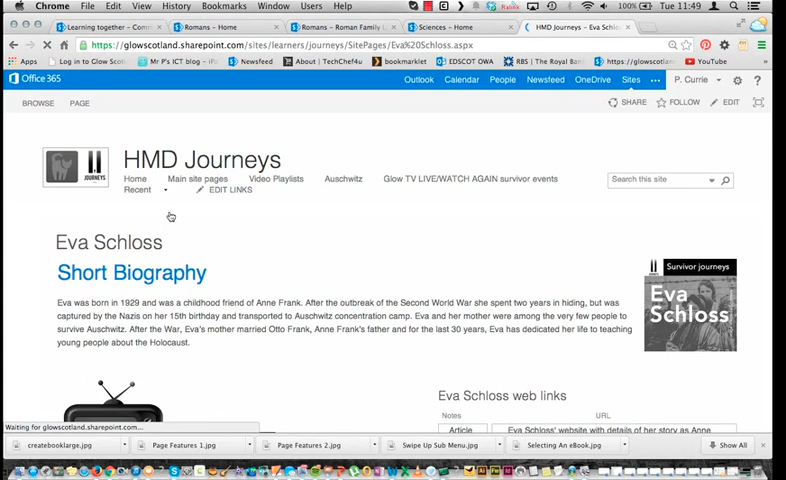 Chrome File Edit View History Bookmarks Window Users Help
100% Tue 11:49
Learning together – Comm
Romans - Home
Romans - Roman Family L
Sciences - Home
HMD Journeys - Eva Schlo
https://glowscotland.sharepoint.com/sites/learners/journeys/SitePages/Eva%20Schloss.aspx
Apps
Log in to Glow Scotl
Mr P's ICT blog – iP
Newsfeed
About | TechChef4u
bookmarklet
EDSCOT OWA
RBS | The Royal Ban
https://glowscotland
YouTube
Office 365
Outlook Calendar People Newsfeed OneDrive Sites ... P. Currie ?
BROWSE PAGE
SHARE FOLLOW EDIT
JOURNEYS
HMD Journeys
Home Main site pages Video Playlists Auschwitz Glow TV LIVE/WATCH AGAIN survivor events
Recent EDIT LINKS
Search this site
Eva Schloss
Short Biography
Eva was born in 1929 and was a childhood friend of Anne Frank. After the outbreak of the Second World War she spent two years in hiding, but was
captured by the Nazis on her 15th birthday and transported to Auschwitz concentration camp. Eva and her mother were among the very few people to
survive Auschwitz. After the War, Eva's mother married Otto Frank, Anne Frank's father and for the last 30 years, Eva has dedicated her life to teaching
young people about the Holocaust.
Survivor journeys
Eva
Schloss
Eva Schloss web links
Notes URL
Article Eva Schloss' website with details of her story as Anne
Waiting for glowscotland.sharepoint.com...
createbooklarge.jpg
Page Features 1.jpg
Page Features 2.jpg
Swipe Up Sub Menu.jpg
Selecting An eBook.jpg
Show All